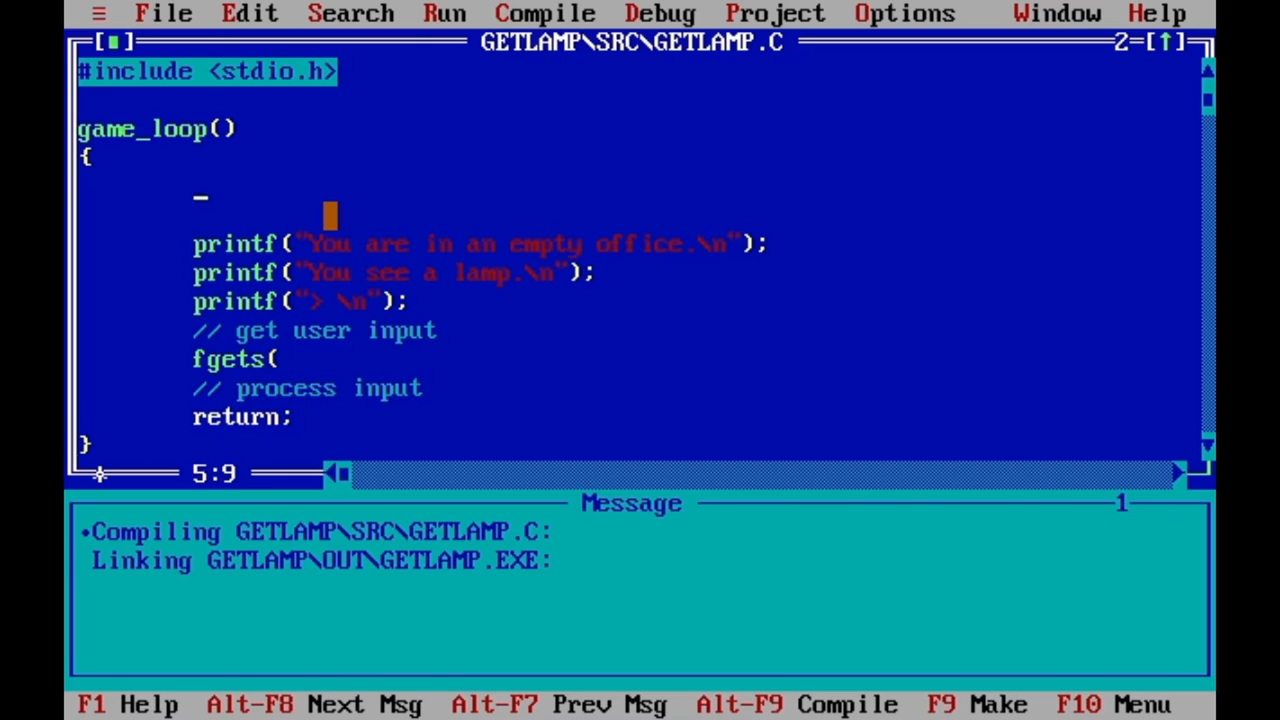 ≡ File Edit Search Run Compile Debug Project Options Window Help
[■] GETLAMP\SRC\GETLAMP.C 2=[↑]
#include <stdio.h>
game_loop()
{
printf("You are in an empty office.\n");
printf("You see a lamp.\n");
printf("> \n");
// get user input
fgets(
// process input
return;
}
5:9
Message 1
•Compiling GETLAMP\SRC\GETLAMP.C:
Linking GETLAMP\OUT\GETLAMP.EXE:
F1 Help Alt-F8 Next Msg Alt-F7 Prev Msg Alt-F9 Compile F9 Make F10 Menu